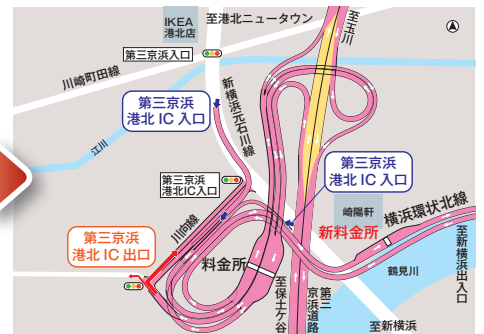 IKEA
港北店
至港北ニュータウン
至玉川
第三京浜入口
川崎町田線
新横浜元石川線
第三京浜
港北 IC 入口
江川
第三京浜
港北IC入口
第三京浜
港北 IC 入口
川向線
崎陽軒
横浜環状北線
第三京浜
港北 IC 出口
新料金所
料金所
鶴見川
至新横浜出入口
至保土ケ谷
第三
京浜道路
至新横浜